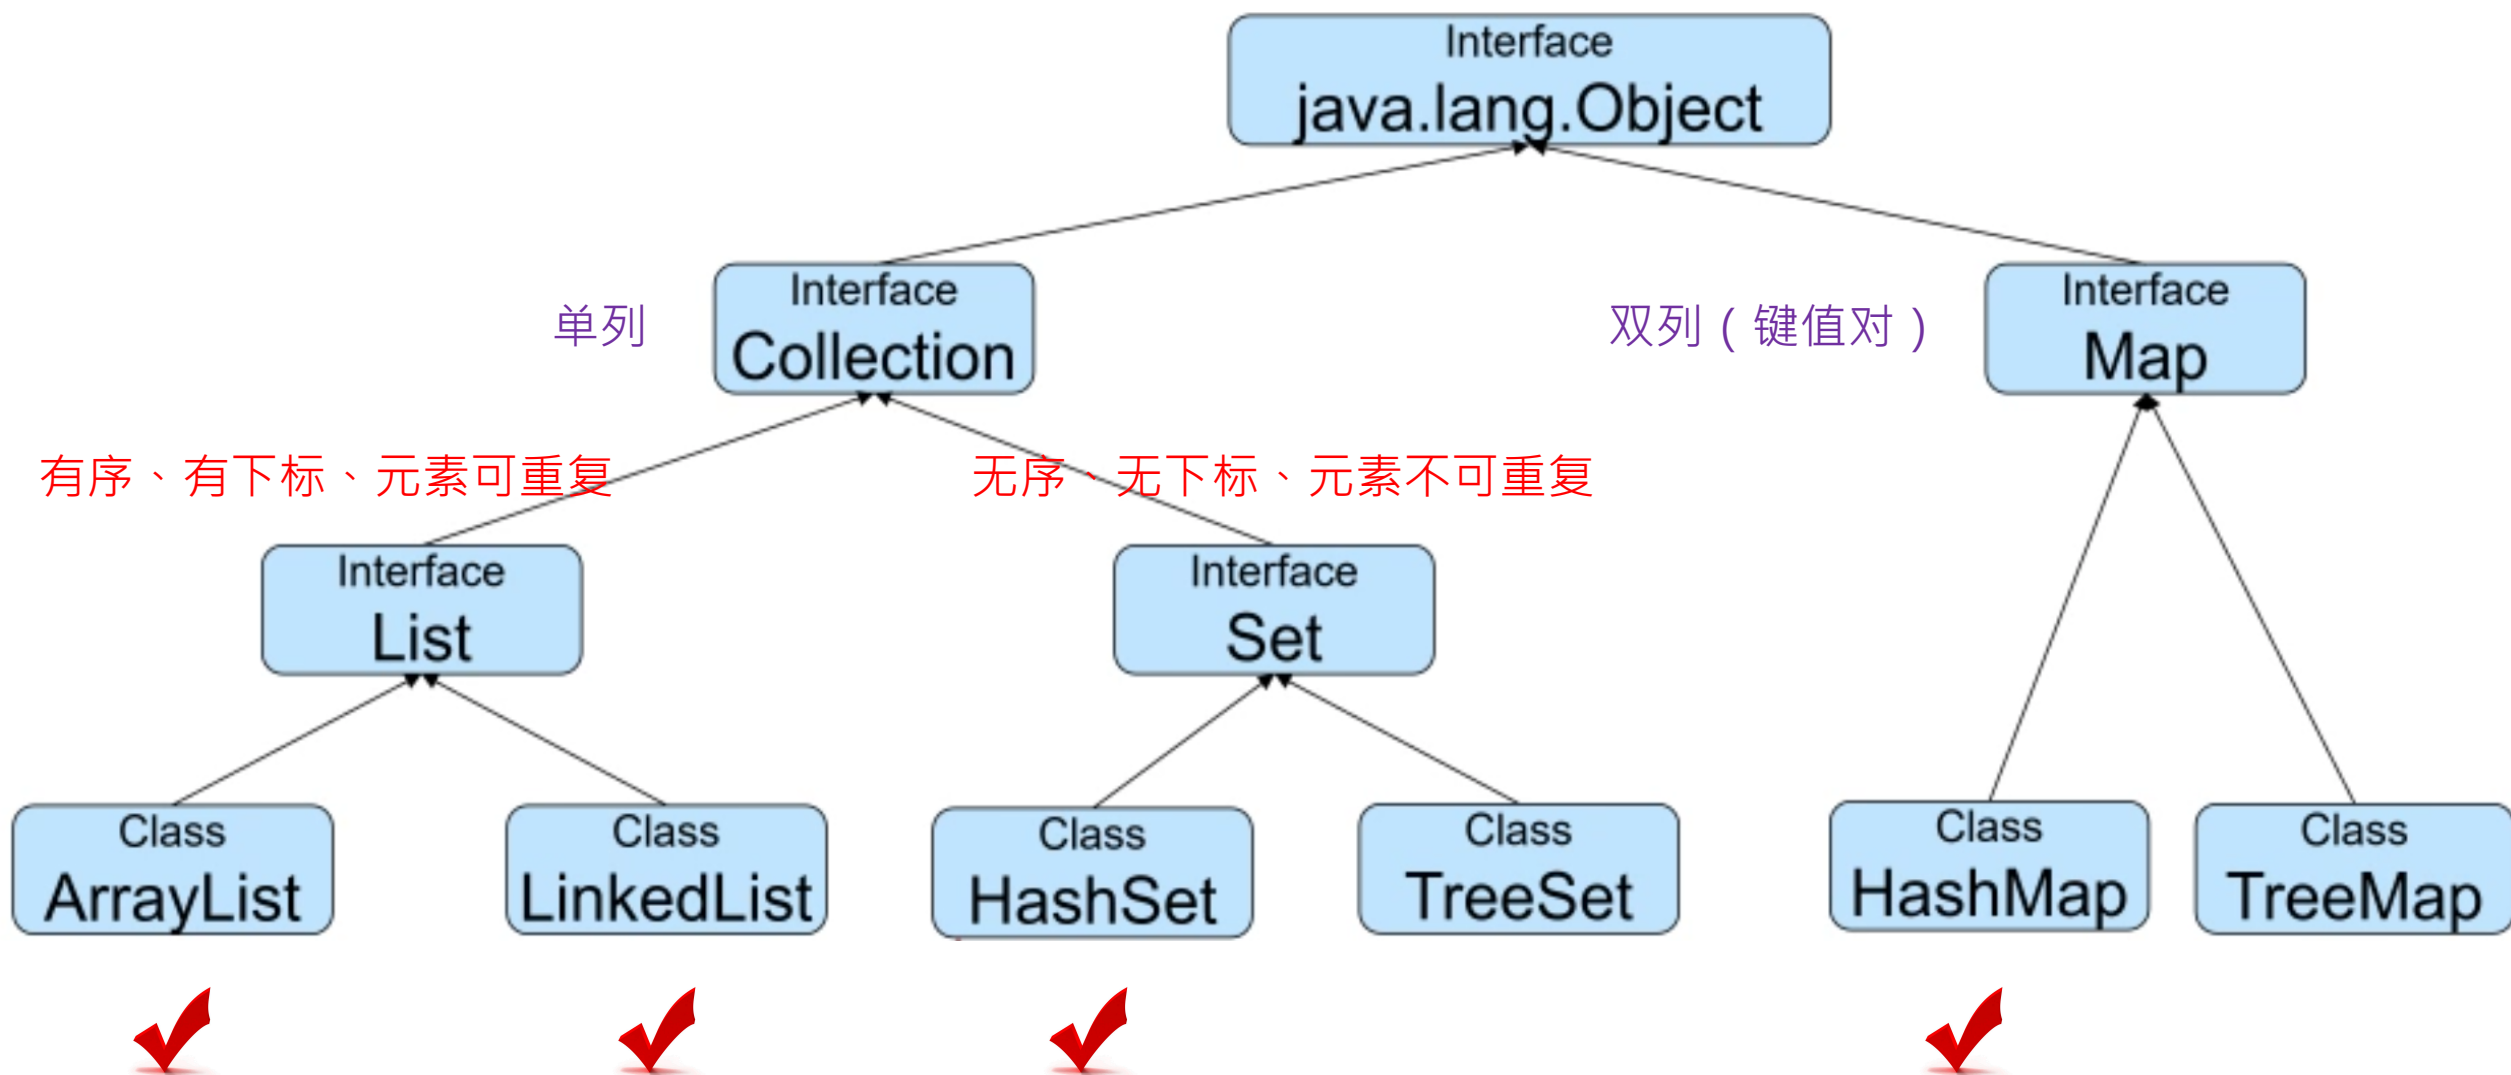 Interface
java.lang.Object
单列
Interface
Collection
双列（键值对）
Interface
Map
有序、有下标、元素可重复
无序、无下标、元素不可重复
Interface
List
Interface
Set
Class
ArrayList
Class
LinkedList
Class
HashSet
Class
TreeSet
Class
HashMap
Class
TreeMap